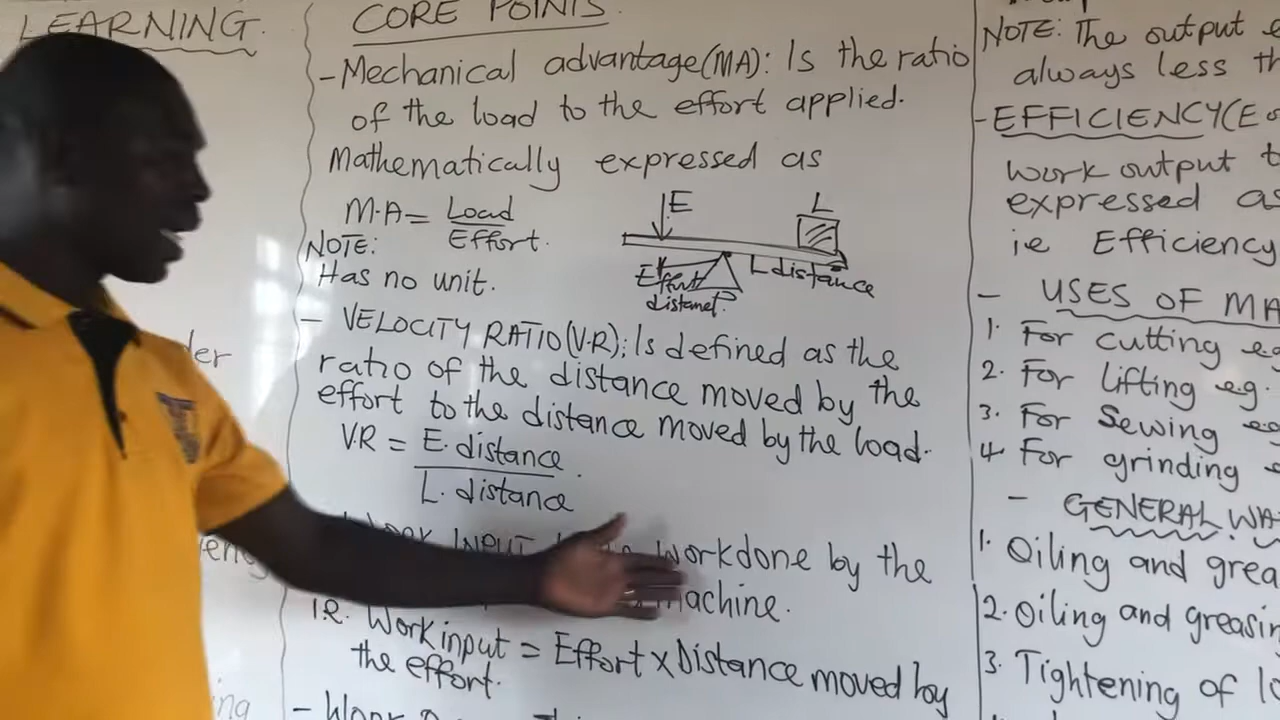 LEARNING
CORE POINTS.
- Mechanical advantage(MA): Is the ratio
of the load to the effort applied.
Mathematically expressed as
M.A = Load
Effort.
E
L
NOTE:
Has no unit.
Effort
distance
L distance
- VELOCITY RATIO(V.R); Is defined as the
ratio of the distance moved by the
effort to the distance moved by the load.
V.R = E. distance
L. distance
INPUT
workdone by the
machine.
i.e. Work input = Effort x Distance moved by
the effort.
- Work
NOTE: The output
always less
- EFFICIENCY(
work output
expressed as
ie Efficiency
- USES OF MA
1. For cutting eg
2. For lifting eg.
3. For Sewing eg
4. For grinding
- GENERAL WA
1. Oiling and grea
2. Oiling and greasin
3. Tightening of lo